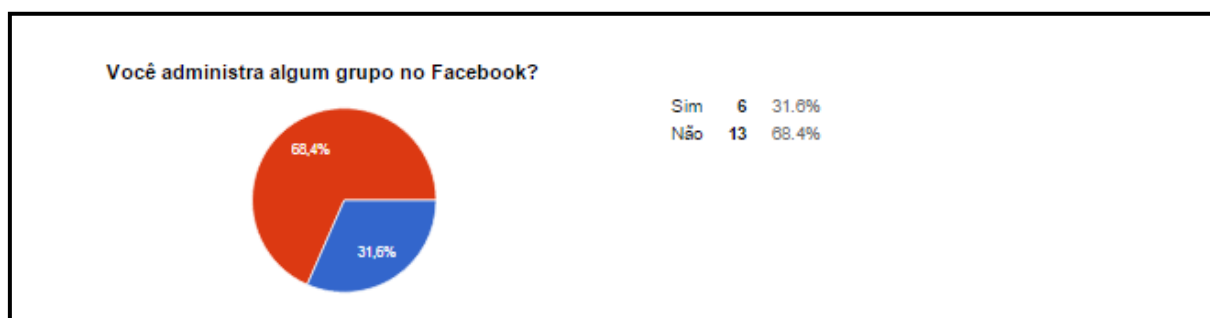 Você administra algum grupo no Facebook?
Sim 6 31.6%
Não 13 68.4%
68,4%
31,6%